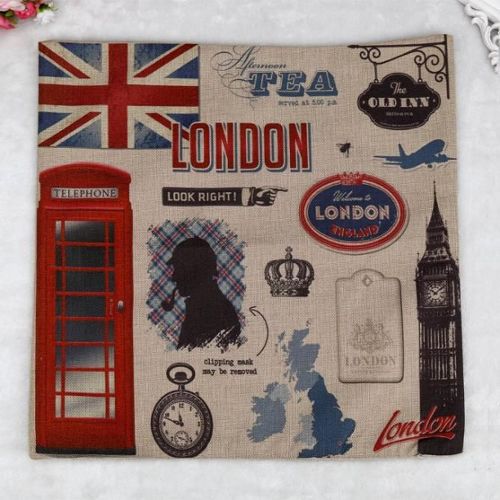 Afternoon
TEA
served at 5:00 p.m.
The
OLD INN
LONDON
TELEPHONE
LOOK RIGHT!
Welcome to
LONDON
ENGLAND
clipping mask
may be removed
LONDON
London